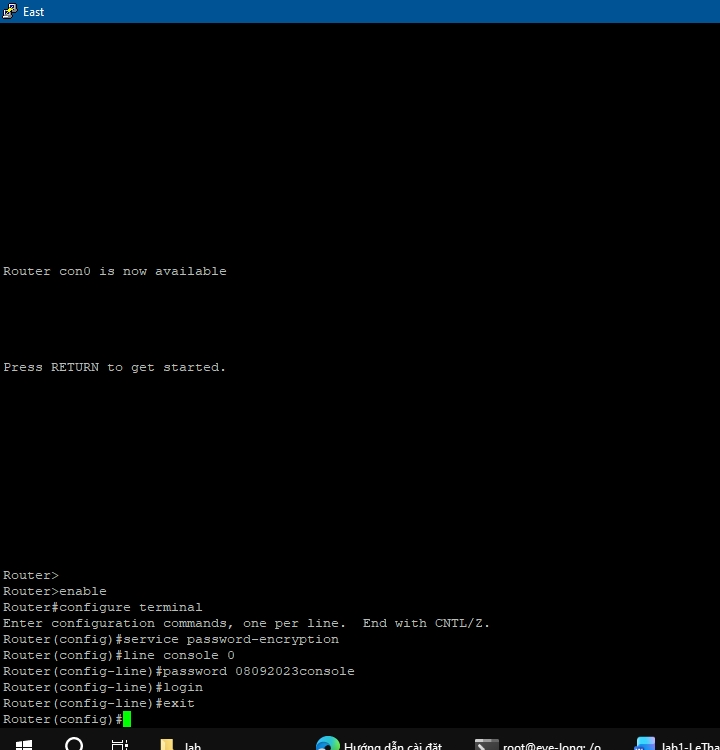 East
Router con0 is now available
Press RETURN to get started.
Router>
Router>enable
Router#configure terminal
Enter configuration commands, one per line.  End with CNTL/Z.
Router(config)#service password-encryption
Router(config)#line console 0
Router(config-line)#password 08092023console
Router(config-line)#login
Router(config-line)#exit
Router(config)#
lab
Hướng dẫn cài đặt
root@eve-long: /o
lab1-LeTha